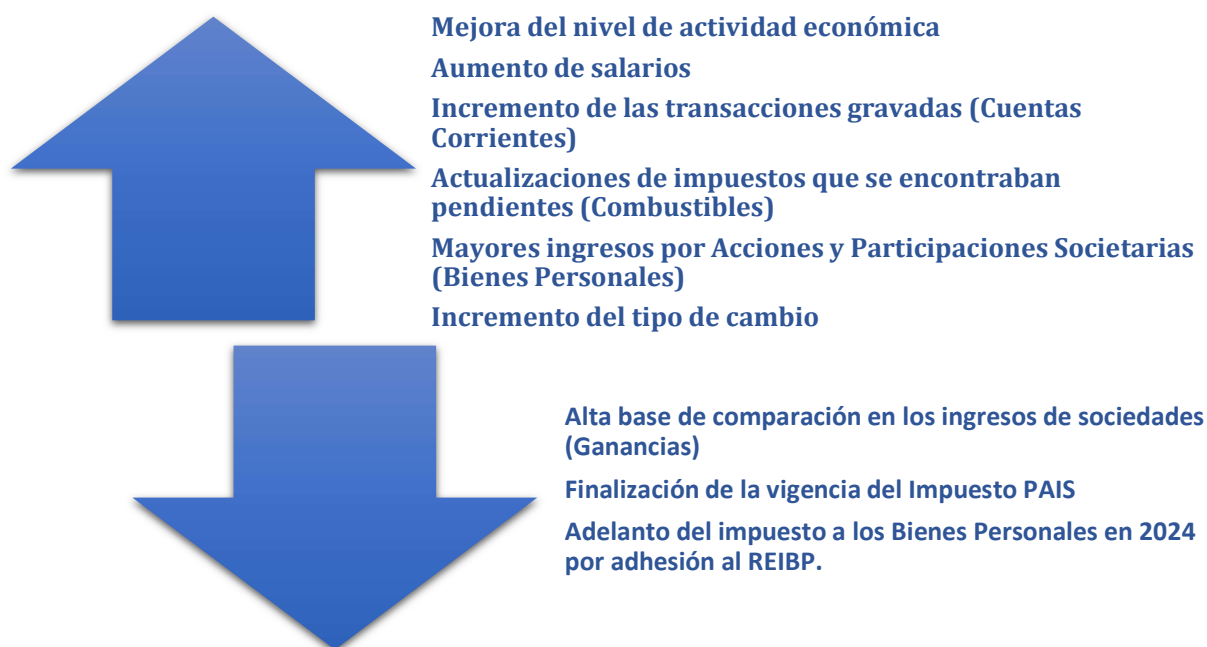 Mejora del nivel de actividad económica
Aumento de salarios
Incremento de las transacciones gravadas (Cuentas
Corrientes)
Actualizaciones de impuestos que se encontraban
pendientes (Combustibles)
Mayores ingresos por Acciones y Participaciones Societarias
(Bienes Personales)
Incremento del tipo de cambio
Alta base de comparación en los ingresos de sociedades
(Ganancias)
Finalización de la vigencia del Impuesto PAIS
Adelanto del impuesto a los Bienes Personales en 2024
por adhesión al REIBP.